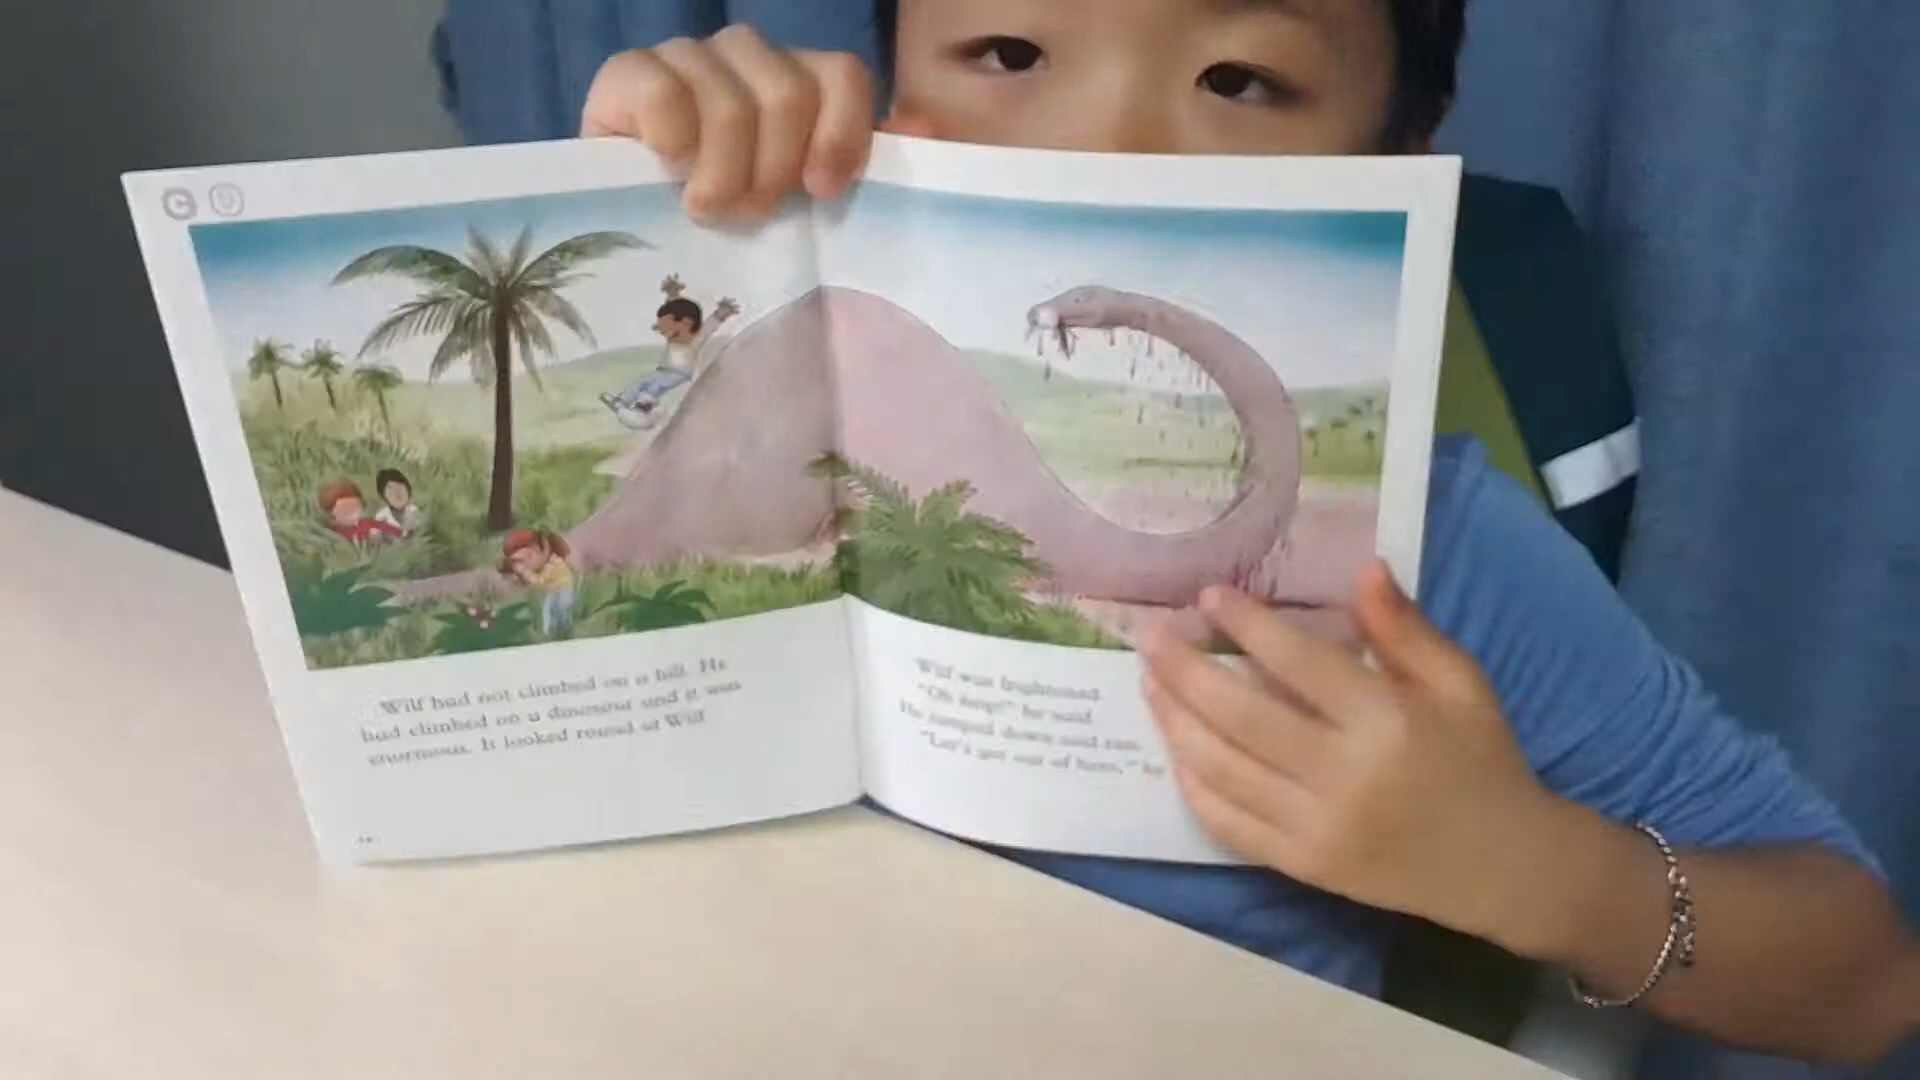 C
Wilf had not climbed on a hill. He
had climbed on a dinosaur and it was
enormous. It looked round at Wilf
Wilf was frightened
"Oh help!" he said
He jumped down and ran
"Let's get out of here," he